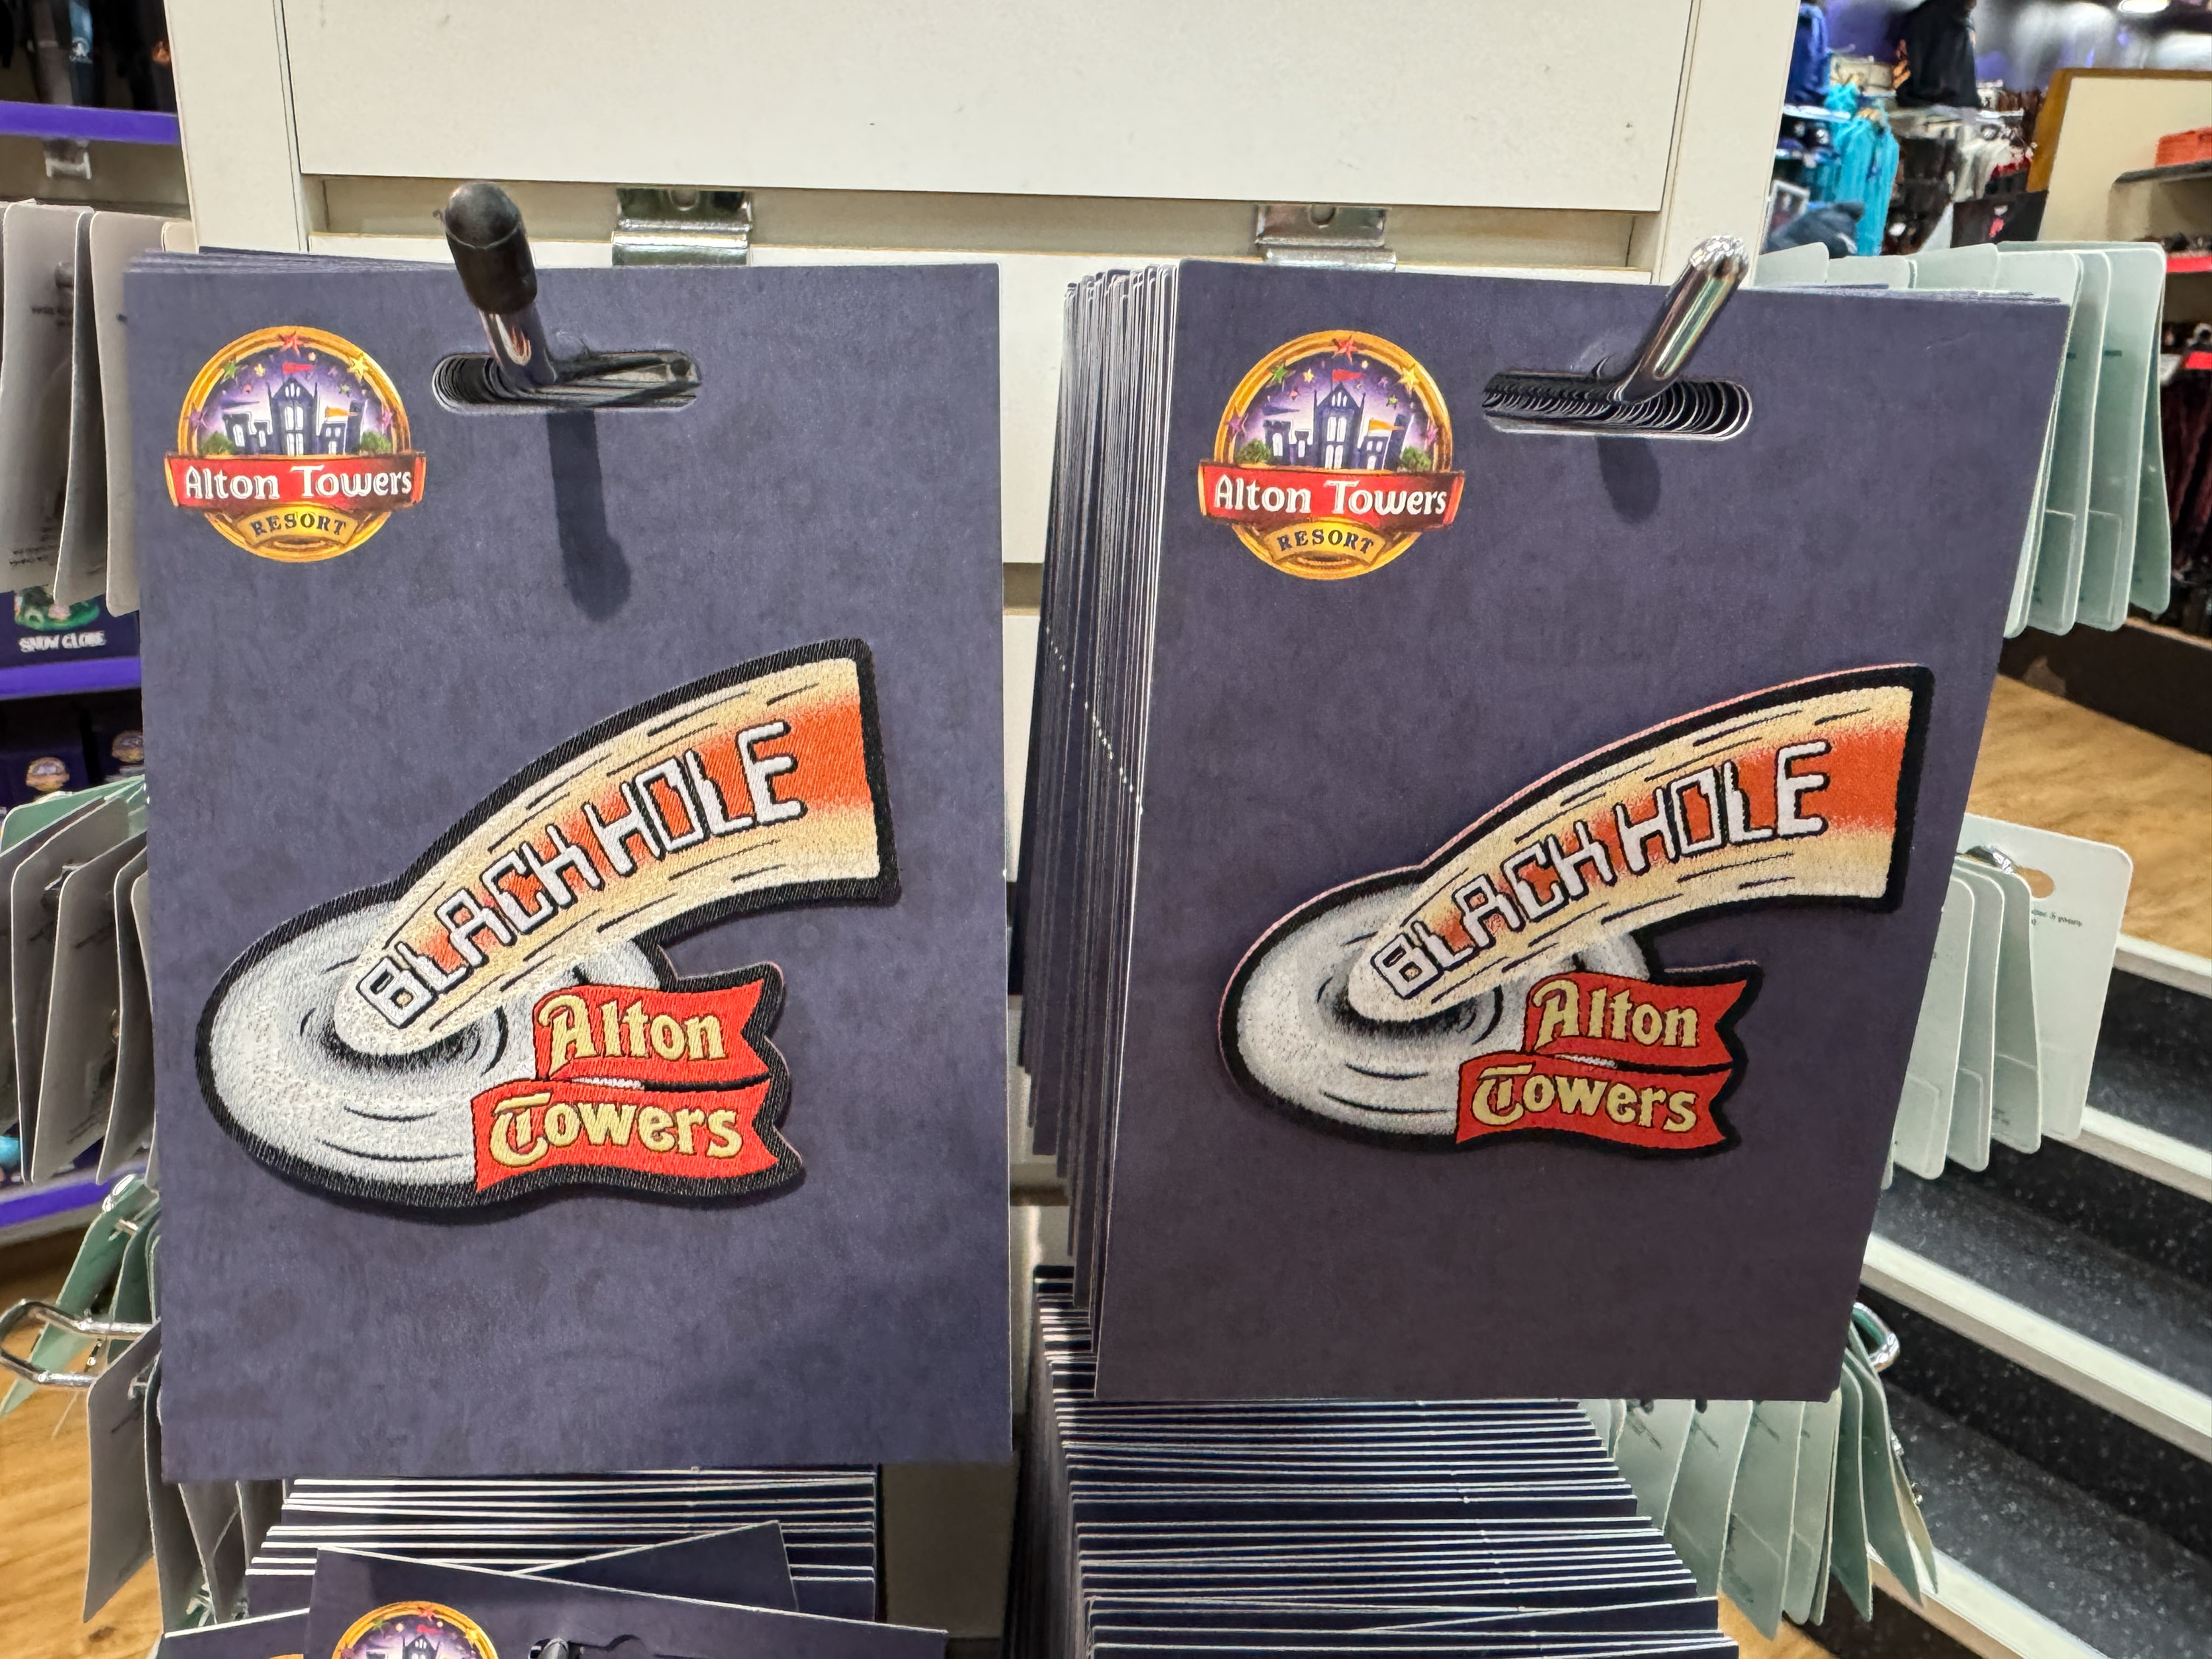 Alton Towers
RESORT
BLACK HOLE
Alton
Towers
Alton Towers
RESORT
BLACK HOLE
Alton
Towers
SNOW GLOBE